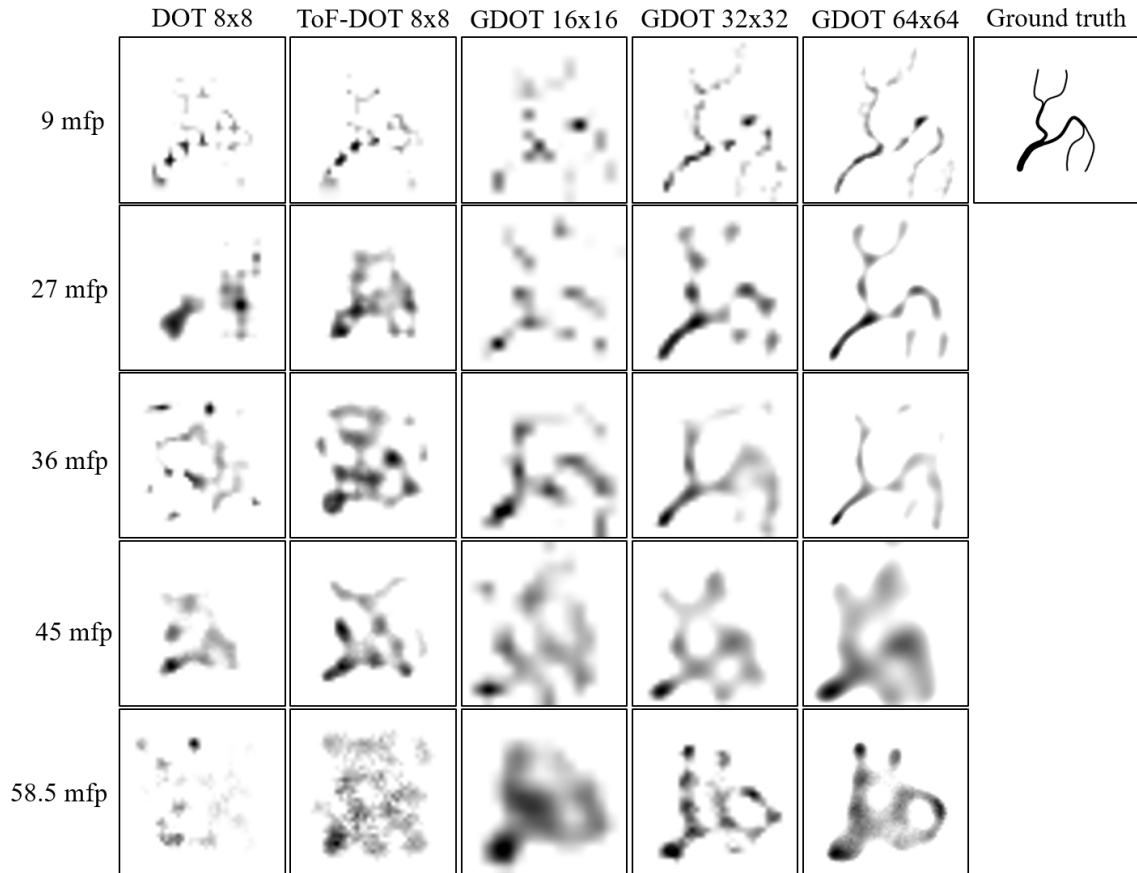 DOT 8x8 ToF-DOT 8x8 GDOT 16x16 GDOT 32x32 GDOT 64x64 Ground truth
9 mfp
27 mfp
36 mfp
45 mfp
58.5 mfp